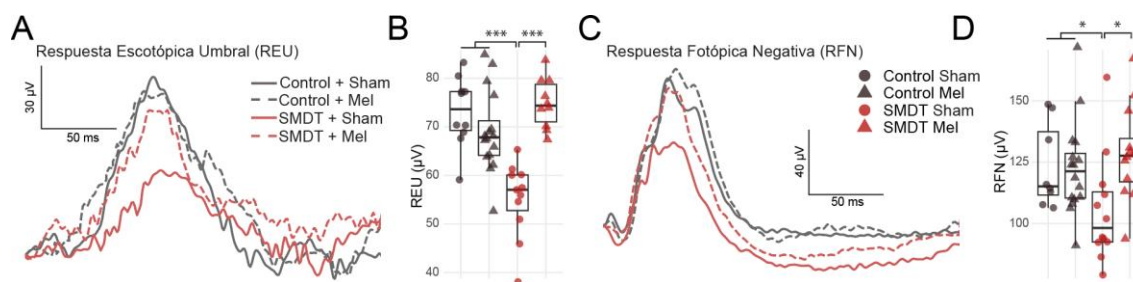 A
Respuesta Escotópica Umbral (REU)
30 µV
50 ms
Control + Sham
Control + Mel
SMDT + Sham
SMDT + Mel
B
*** ***
REU (µV)
80
70
60
50
40
C
Respuesta Fotópica Negativa (RFN)
Control Sham
Control Mel
SMDT Sham
SMDT Mel
40 µV
50 ms
D
* *
RFN (µV)
150
125
100